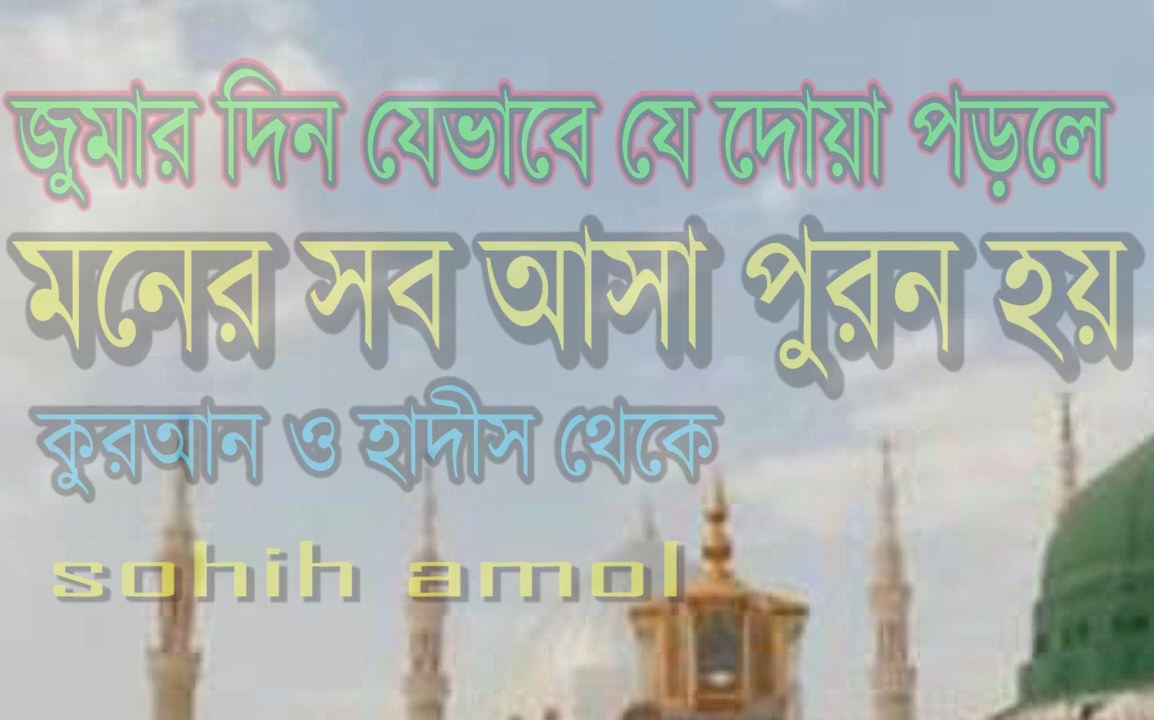 জুমার দিন যেভাবে যে দোয়া পড়লে
মনের সব আসা পুরন হয়
কুরআন ও হাদীস থেকে
sohih amol